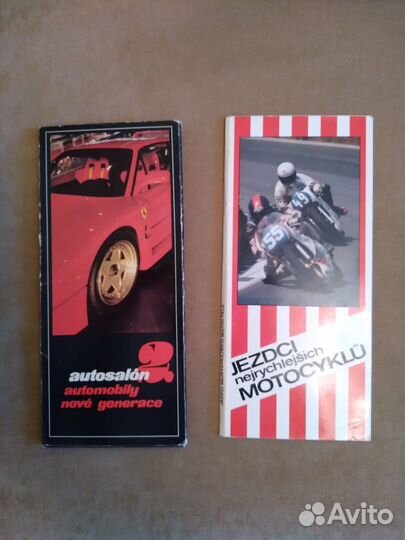 autosalón 2.
automobily
nové generace
55
49
JEZDCI
nejrychlejších
MOTOCYKLŮ
Avito